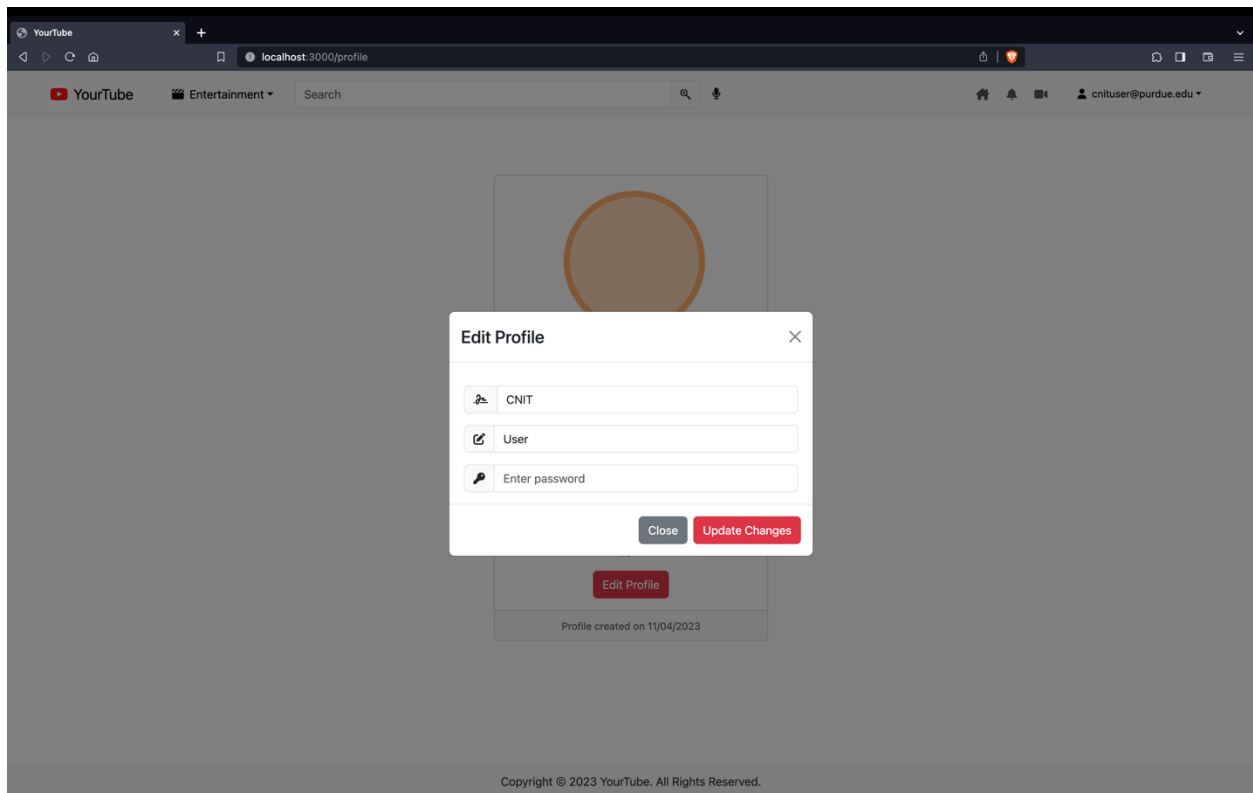 YourTube
localhost:3000/profile
YourTube Entertainment Search cnituser@purdue.edu
Edit Profile
CNIT
User
Enter password
Close Update Changes
Edit Profile
Profile created on 11/04/2023
Copyright © 2023 YourTube. All Rights Reserved.